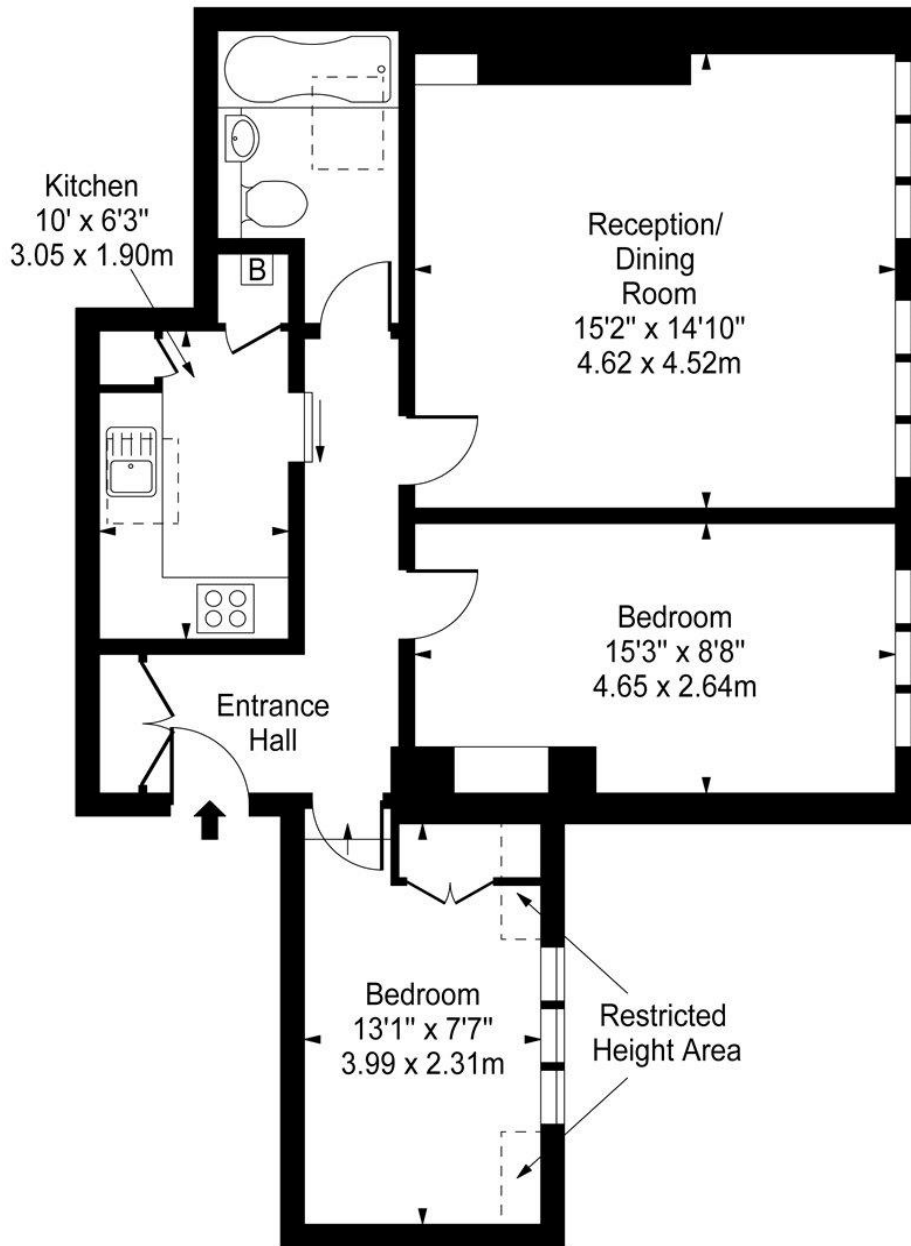 Kitchen
10' x 6'3"
3.05 x 1.90m
B
Reception/
Dining
Room
15'2" x 14'10"
4.62 x 4.52m
Bedroom
15'3" x 8'8"
4.65 x 2.64m
Entrance
Hall
Bedroom
13'1" x 7'7"
3.99 x 2.31m
Restricted
Height Area